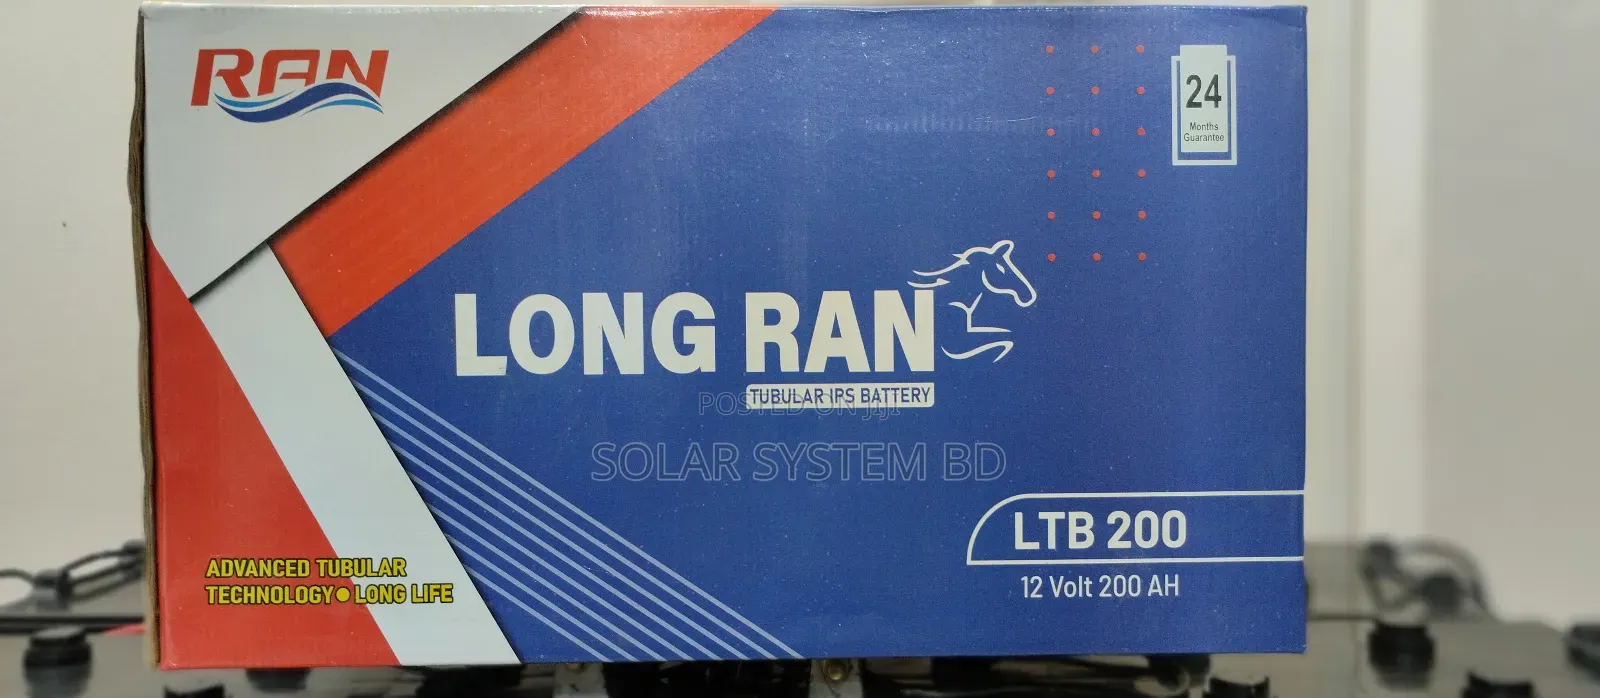 RAN
24
Months
Guarantee
LONG RAN
TUBULAR IPS BATTERY
POSTED ON JIJI
SOLAR SYSTEM BD
LTB 200
12 Volt 200 AH
ADVANCED TUBULAR
TECHNOLOGY● LONG LIFE